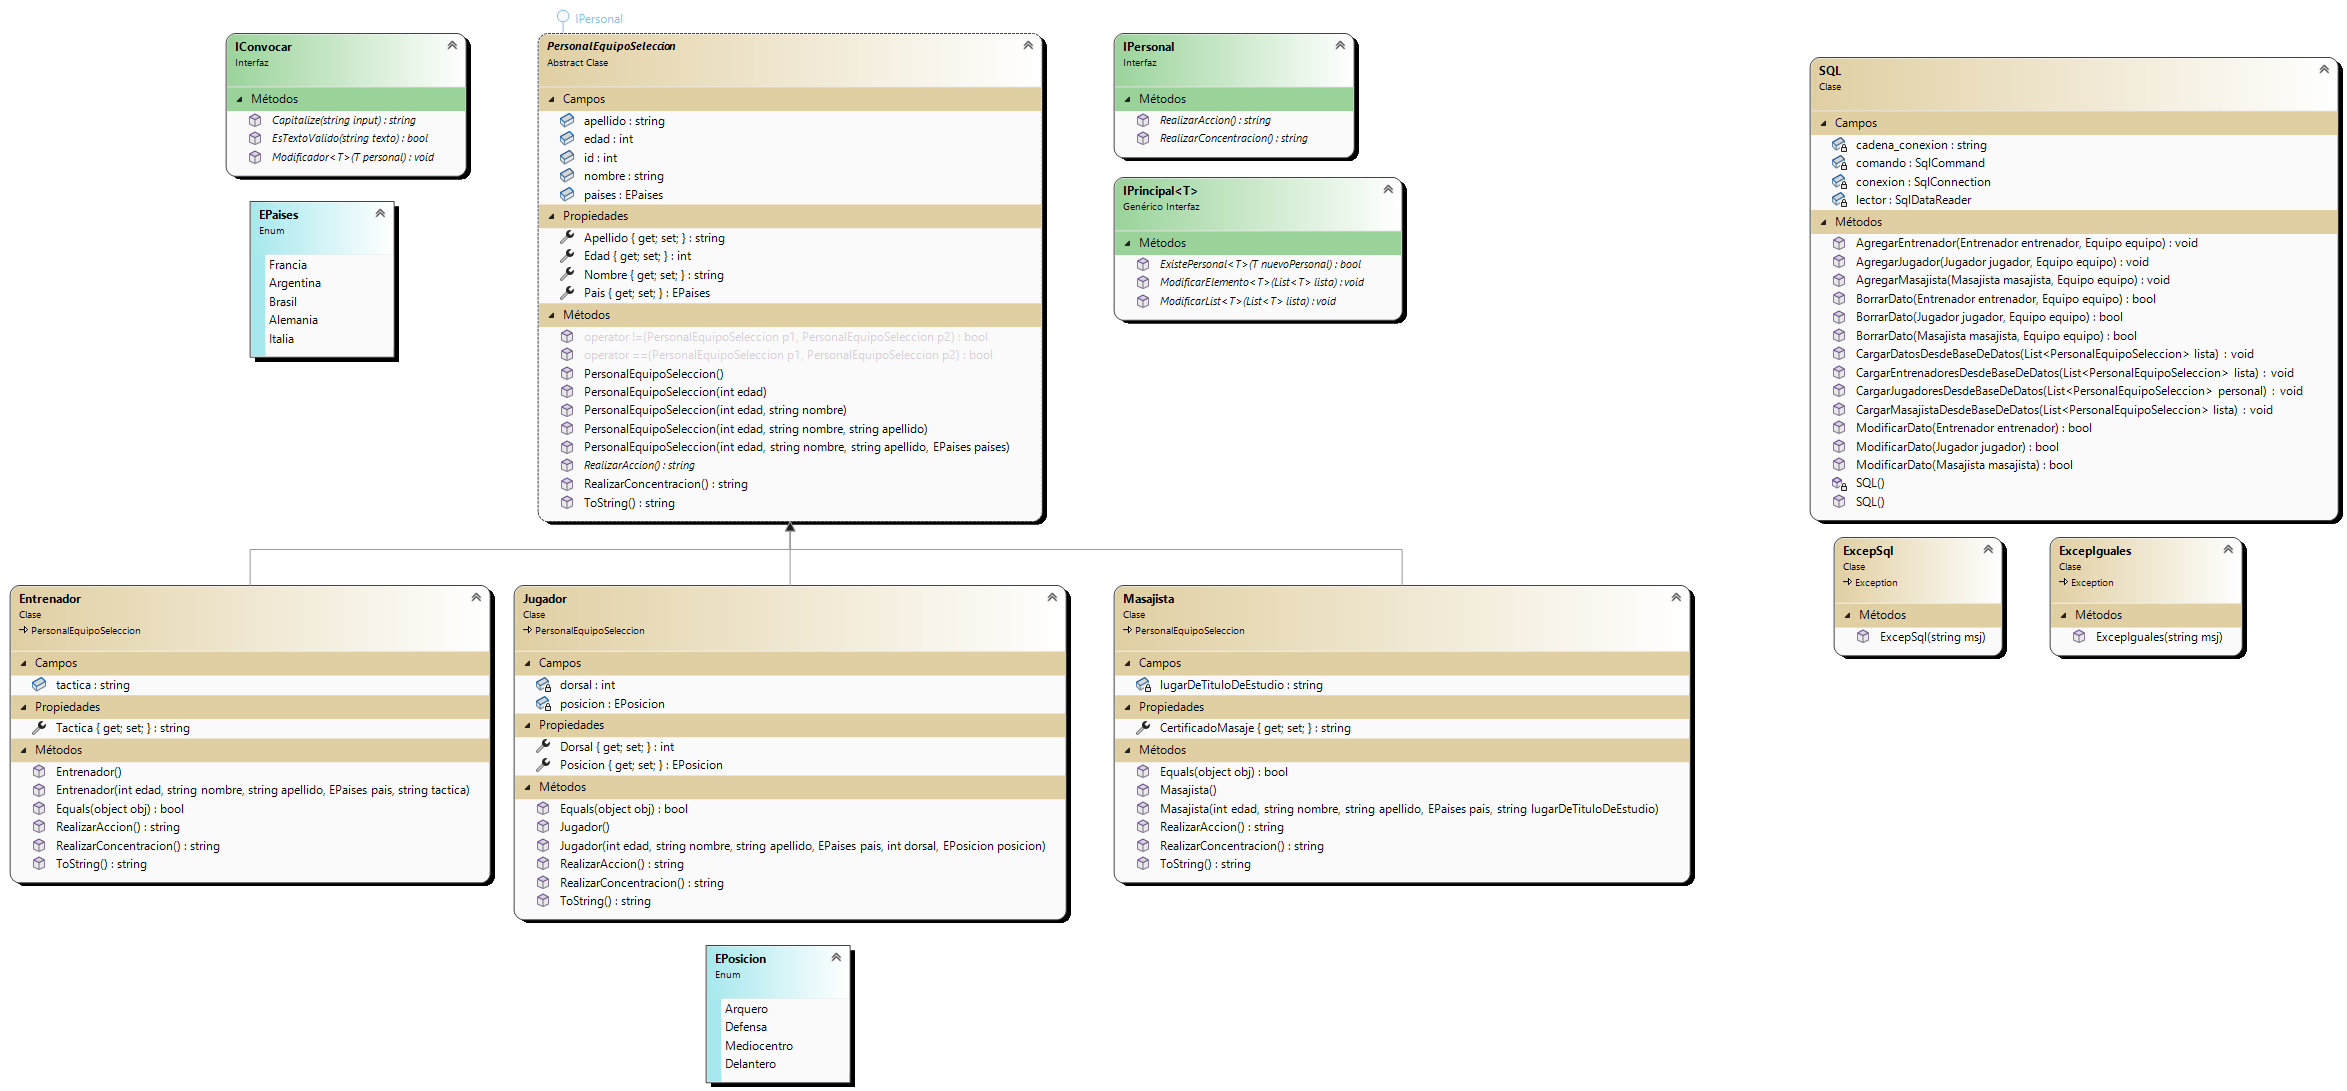 IPersonal
IConvocar
Interfaz
Métodos
Capitalize(string input) : string
EsTextoValido(string texto) : bool
Modificador<T>(T personal) : void
EPaises
Enum
Francia
Argentina
Brasil
Alemania
Italia
PersonalEquipoSeleccion
Abstract Clase
Campos
apellido : string
edad : int
id : int
nombre : string
paises : EPaises
Propiedades
Apellido { get; set; } : string
Edad { get; set; } : int
Nombre { get; set; } : string
Pais { get; set; } : EPaises
Métodos
operator !=(PersonalEquipoSeleccion p1, PersonalEquipoSeleccion p2) : bool
operator ==(PersonalEquipoSeleccion p1, PersonalEquipoSeleccion p2) : bool
PersonalEquipoSeleccion()
PersonalEquipoSeleccion(int edad)
PersonalEquipoSeleccion(int edad, string nombre)
PersonalEquipoSeleccion(int edad, string nombre, string apellido)
PersonalEquipoSeleccion(int edad, string nombre, string apellido, EPaises paises)
RealizarAccion() : string
RealizarConcentracion() : string
ToString() : string
IPersonal
Interfaz
Métodos
RealizarAccion() : string
RealizarConcentracion() : string
IPrincipal<T>
Genérico Interfaz
Métodos
ExistePersonal<T>(T nuevoPersonal) : bool
ModificarElemento<T>(List<T> lista) : void
ModificarList<T>(List<T> lista) : void
SQL
Clase
Campos
cadena_conexion : string
comando : SqlCommand
conexion : SqlConnection
lector : SqlDataReader
Métodos
AgregarEntrenador(Entrenador entrenador, Equipo equipo) : void
AgregarJugador(Jugador jugador, Equipo equipo) : void
AgregarMasajista(Masajista masajista, Equipo equipo) : void
BorrarDato(Entrenador entrenador, Equipo equipo) : bool
BorrarDato(Jugador jugador, Equipo equipo) : bool
BorrarDato(Masajista masajista, Equipo equipo) : bool
CargarDatosDesdeBaseDeDatos(List<PersonalEquipoSeleccion> lista) : void
CargarEntrenadoresDesdeBaseDeDatos(List<PersonalEquipoSeleccion> lista) : void
CargarJugadoresDesdeBaseDeDatos(List<PersonalEquipoSeleccion> personal) : void
CargarMasajistaDesdeBaseDeDatos(List<PersonalEquipoSeleccion> lista) : void
ModificarDato(Entrenador entrenador) : bool
ModificarDato(Jugador jugador) : bool
ModificarDato(Masajista masajista) : bool
SQL()
SQL()
ExcepSql
Clase
Exception
Métodos
ExcepSql(string msj)
ExcepIguales
Clase
Exception
Métodos
ExcepIguales(string msj)
Entrenador
Clase
PersonalEquipoSeleccion
Campos
tactica : string
Propiedades
Tactica { get; set; } : string
Métodos
Entrenador()
Entrenador(int edad, string nombre, string apellido, EPaises pais, string tactica)
Equals(object obj) : bool
RealizarAccion() : string
RealizarConcentracion() : string
ToString() : string
Jugador
Clase
PersonalEquipoSeleccion
Campos
dorsal : int
posicion : EPosicion
Propiedades
Dorsal { get; set; } : int
Posicion { get; set; } : EPosicion
Métodos
Equals(object obj) : bool
Jugador()
Jugador(int edad, string nombre, string apellido, EPaises pais, int dorsal, EPosicion posicion)
RealizarAccion() : string
RealizarConcentracion() : string
ToString() : string
Masajista
Clase
PersonalEquipoSeleccion
Campos
lugarDeTituloDeEstudio : string
Propiedades
CertificadoMasaje { get; set; } : string
Métodos
Equals(object obj) : bool
Masajista()
Masajista(int edad, string nombre, string apellido, EPaises pais, string lugarDeTituloDeEstudio)
RealizarAccion() : string
RealizarConcentracion() : string
ToString() : string
EPosicion
Enum
Arquero
Defensa
Mediocentro
Delantero